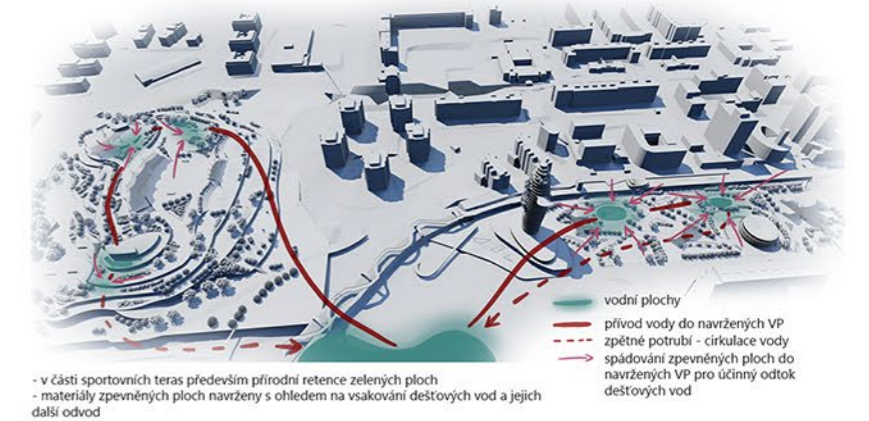 vodní plochy
přívod vody do navržených VP
zpětné potrubí - cirkulace vody
spádování zpevněných ploch do
navržených VP pro účinný odtok
dešťových vod
- v části sportovních teras především přírodní retence zelených ploch
- materiály zpevněných ploch navrženy s ohledem na vsakování dešťových vod a jejich
další odvod